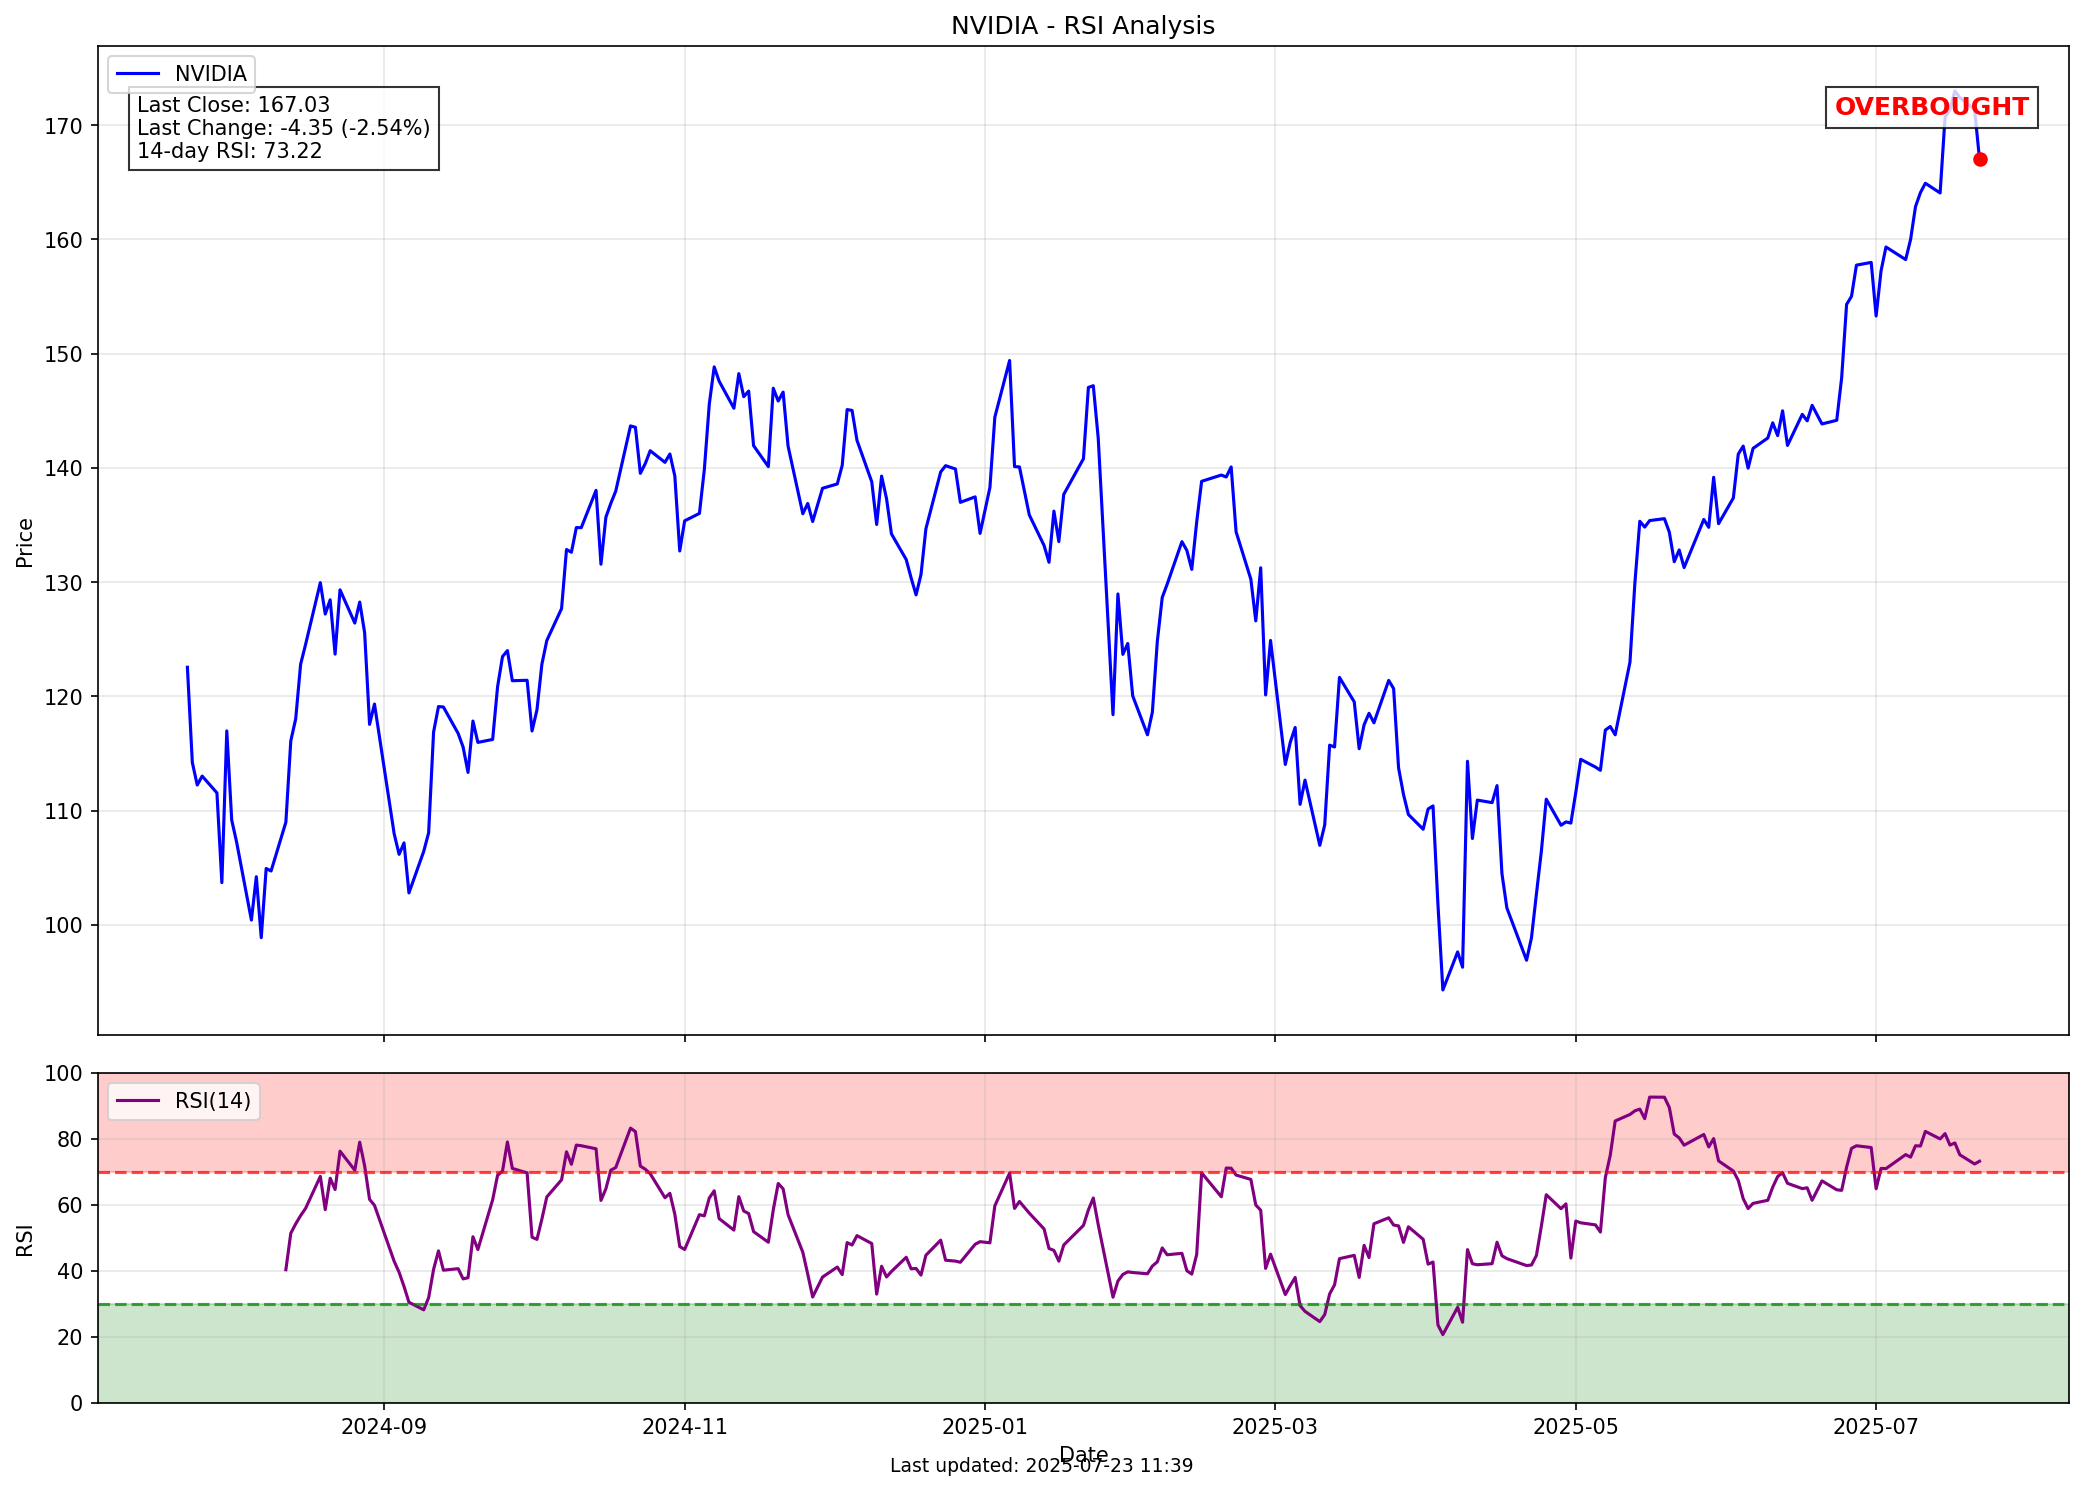 NVIDIA - RSI Analysis
NVIDIA
Last Close: 167.03
Last Change: -4.35 (-2.54%)
14-day RSI: 73.22
OVERBOUGHT
Price
170
160
150
140
130
120
110
100
RSI(14)
RSI
100
80
60
40
20
0
2024-09
2024-11
2025-01
2025-03
2025-05
2025-07
Date
Last updated: 2025-07-23 11:39